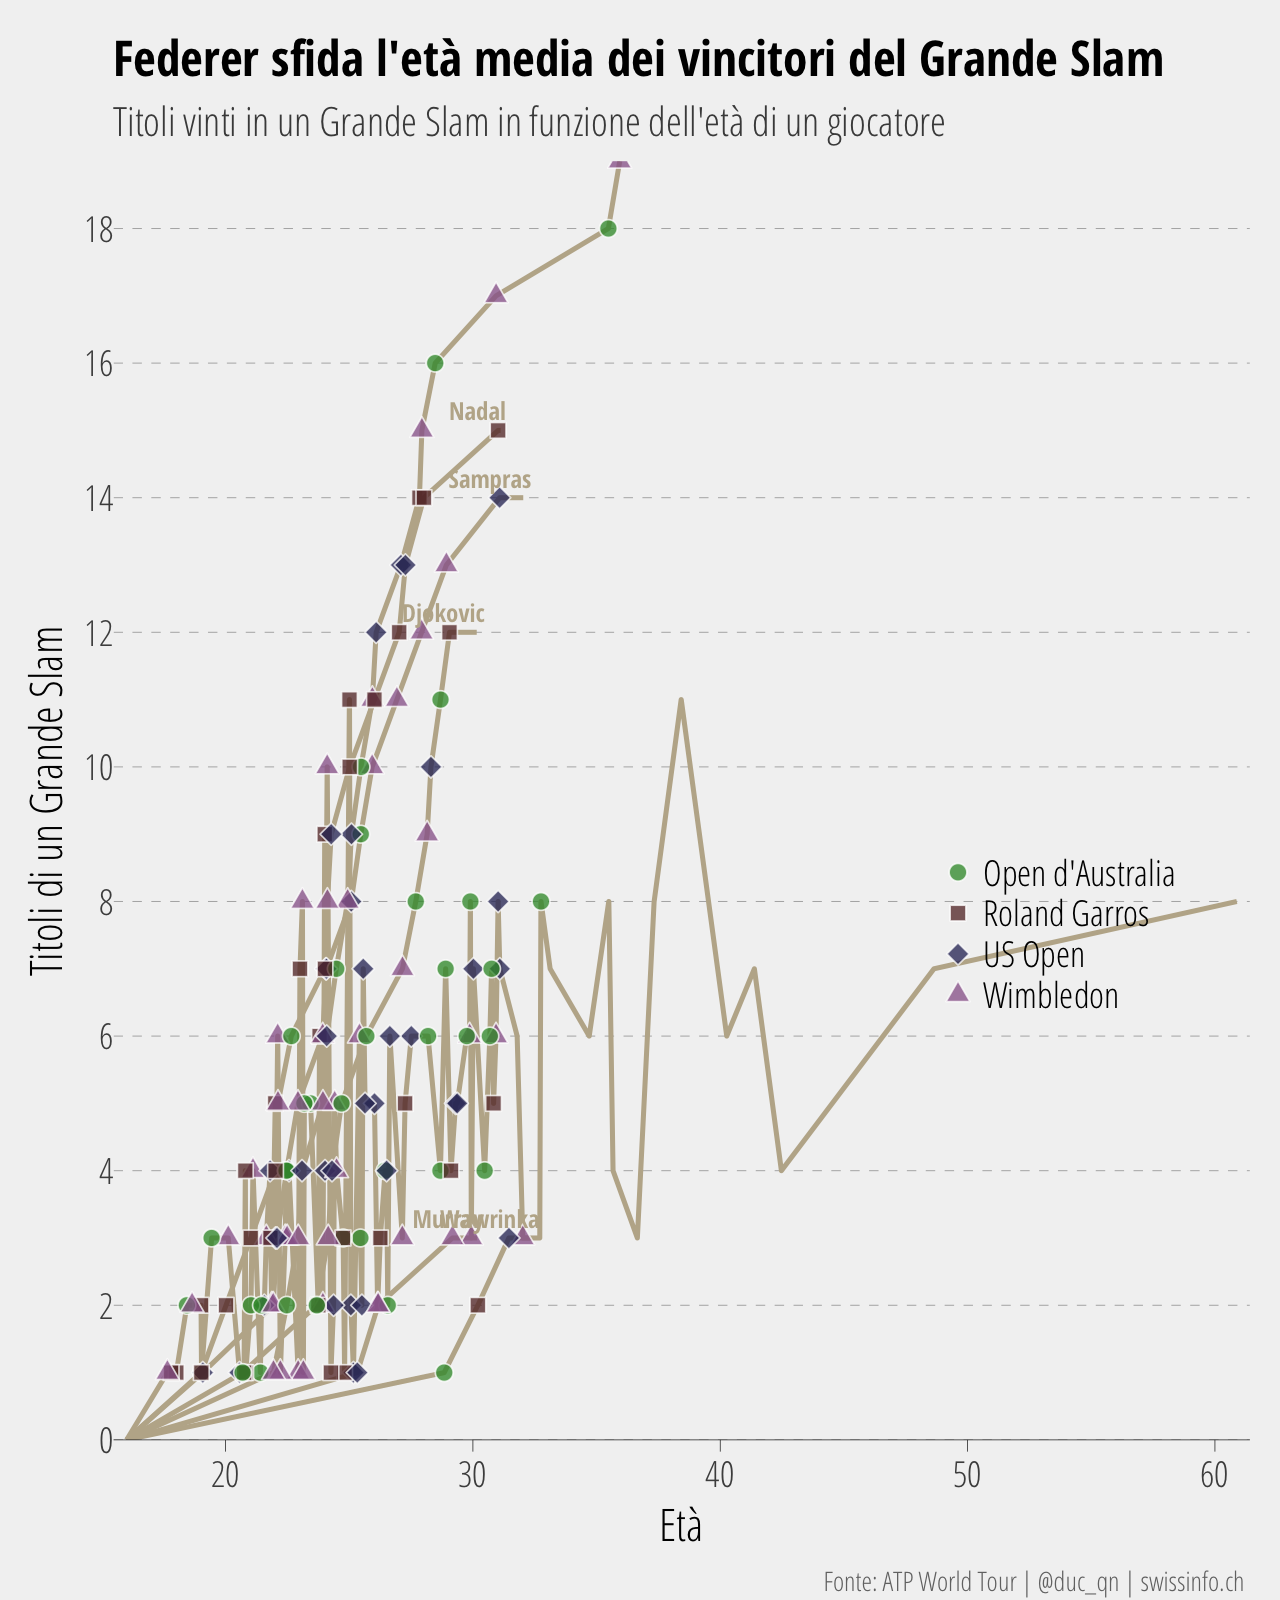 Federer sfida l'età media dei vincitori del Grande Slam
Titoli vinti in un Grande Slam in funzione dell'età di un giocatore
Titoli di un Grande Slam
18
16
14
12
10
8
6
4
2
0
Nadal
Sampras
Djokovic
Murray
Wawrinka
Open d'Australia
Roland Garros
US Open
Wimbledon
20 30 40 50 60
Età
Fonte: ATP World Tour | @duc_qn | swissinfo.ch